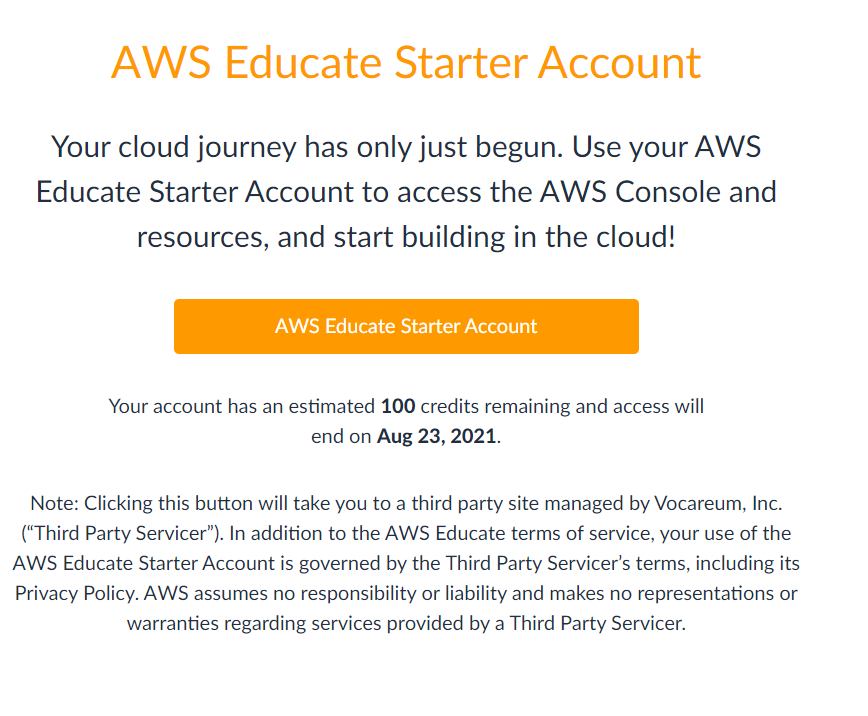 AWS Educate Starter Account
Your cloud journey has only just begun. Use your AWS
Educate Starter Account to access the AWS Console and
resources, and start building in the cloud!
AWS Educate Starter Account
Your account has an estimated 100 credits remaining and access will
end on Aug 23, 2021.
Note: Clicking this button will take you to a third party site managed by Vocareum, Inc.
(“Third Party Servicer”). In addition to the AWS Educate terms of service, your use of the
AWS Educate Starter Account is governed by the Third Party Servicer’s terms, including its
Privacy Policy. AWS assumes no responsibility or liability and makes no representations or
warranties regarding services provided by a Third Party Servicer.